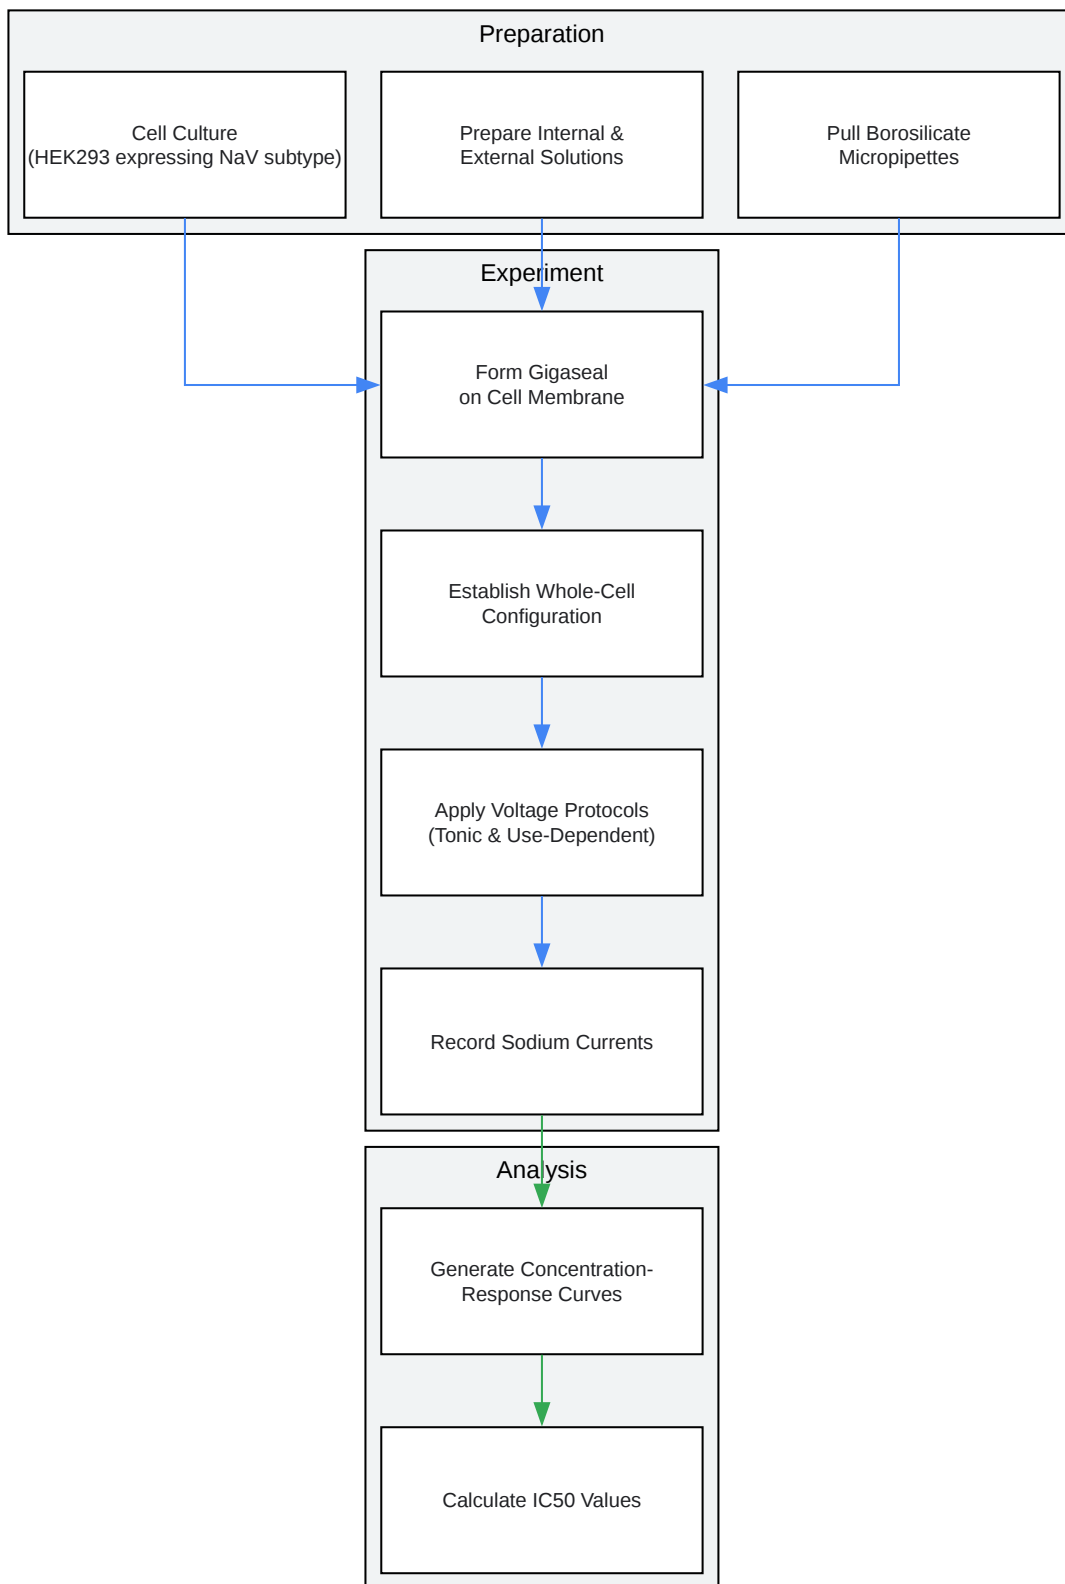 Preparation
Cell Culture
(HEK293 expressing NaV subtype)
Prepare Internal &
External Solutions
Pull Borosilicate
Micropipettes
Experiment
Form Gigaseal
on Cell Membrane
Establish Whole-Cell
Configuration
Apply Voltage Protocols
(Tonic & Use-Dependent)
Record Sodium Currents
Analysis
Generate Concentration-
Response Curves
Calculate IC50 Values